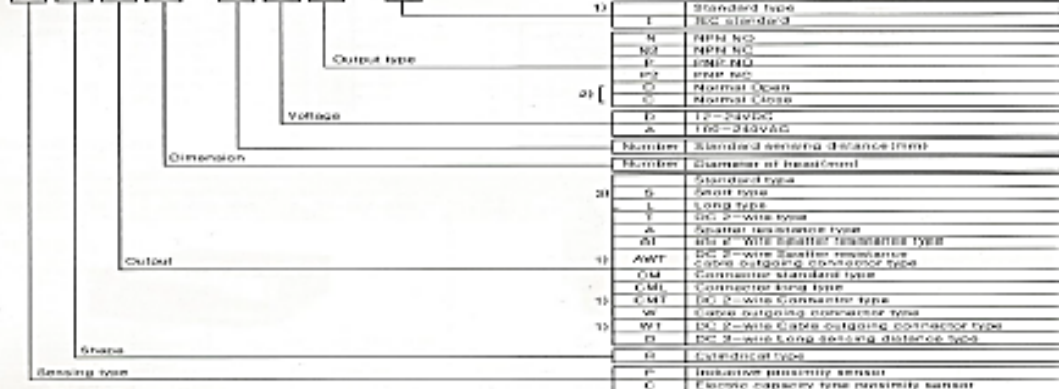 1) Standard type
I IEC standard
N NPN NO
N2 NPN NC
Output type P PNP NO
P2 PNP NC
2) [ O Normal Open
C Normal Close
Voltage D 12-24VDC
A 100-240VAC
Number Standard sensing distance(mm)
Dimension Number Diameter of head(mm)
Standard type
S Short type
L Long type
T DC 2-wire type
A Spatter resistance type
DC 2-wire Spatter resistance type
Output 1) AWT DC 2-wire Spatter resistance
Cable outgoing connector type
CM Connector standard type
CML Connector long type
1) CMT DC 2-wire Connector type
W Cable outgoing connector type
1) WT DC 2-wire Cable outgoing connector type
D DC 3-wire Long sensing distance type
Shape R Cylindrical type
Sensing type P Inductive proximity sensor
C Electric capacity type proximity sensor